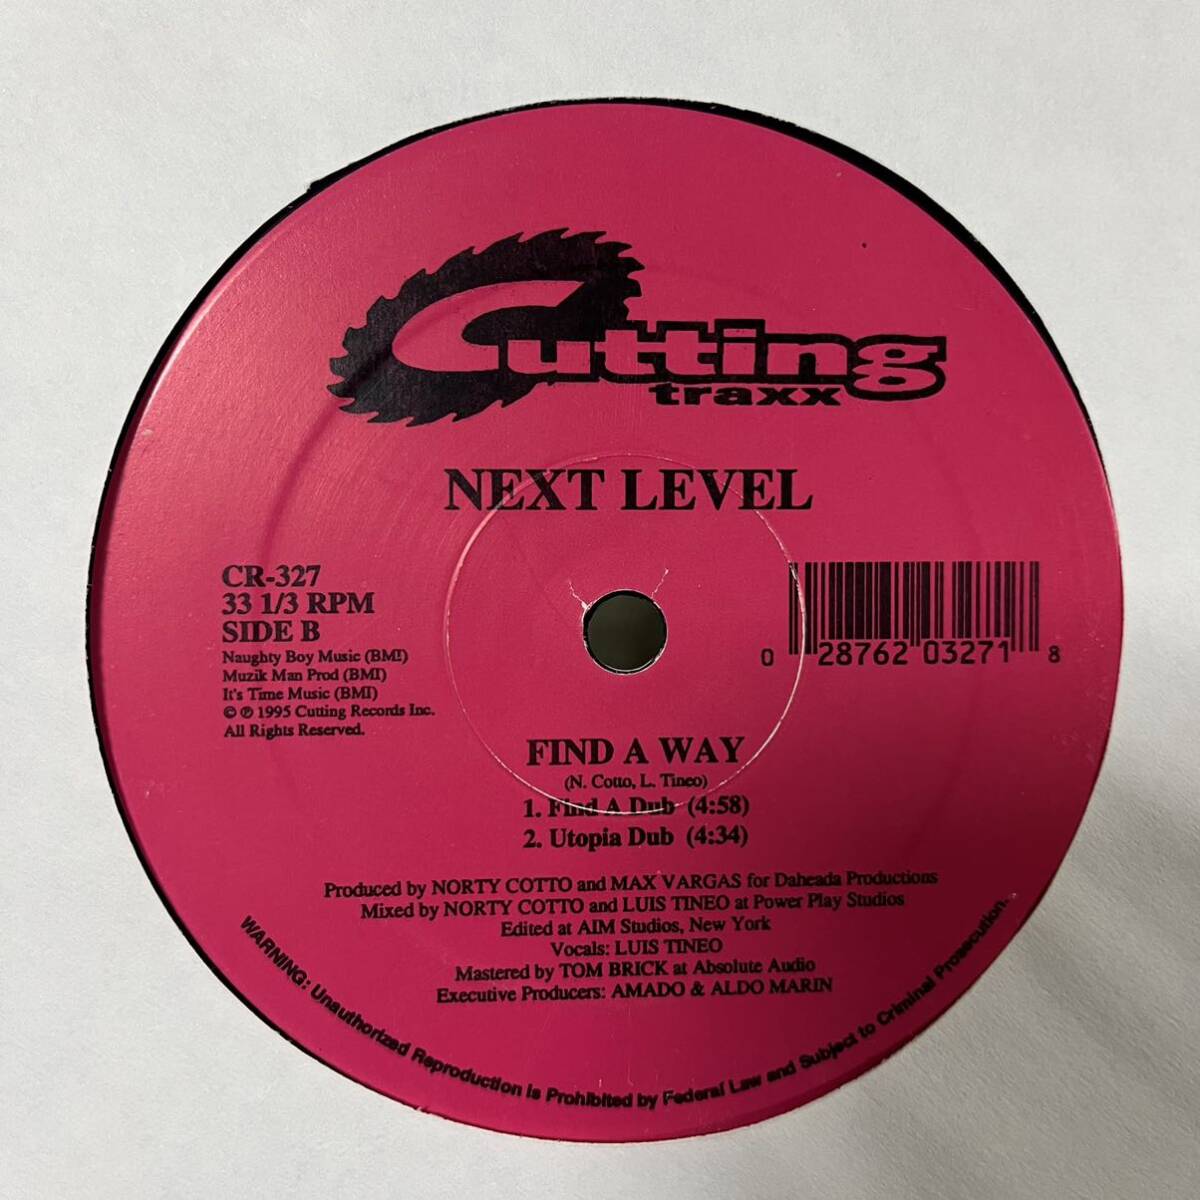 Cutting
traxx
NEXT LEVEL
CR-327
33 1/3 RPM
SIDE B
Naughty Boy Music (BMI)
Muzik Man Prod (BMI)
It's Time Music (BMI)
© ℗ 1995 Cutting Records Inc.
All Rights Reserved.
0 28762 03271 8
FIND A WAY
(N. Cotto, L. Tineo)
1. Find A Dub (4:58)
2. Utopia Dub (4:34)
Produced by NORTY COTTO and MAX VARGAS for Daheada Productions
Mixed by NORTY COTTO and LUIS TINEO at Power Play Studios
Edited at AIM Studios, New York
Vocals: LUIS TINEO
Mastered by TOM BRICK at Absolute Audio
Executive Producers: AMADO & ALDO MARIN
WARNING: Unauthorized Reproduction is Prohibited by Federal Law and Subject to Criminal Prosecution.